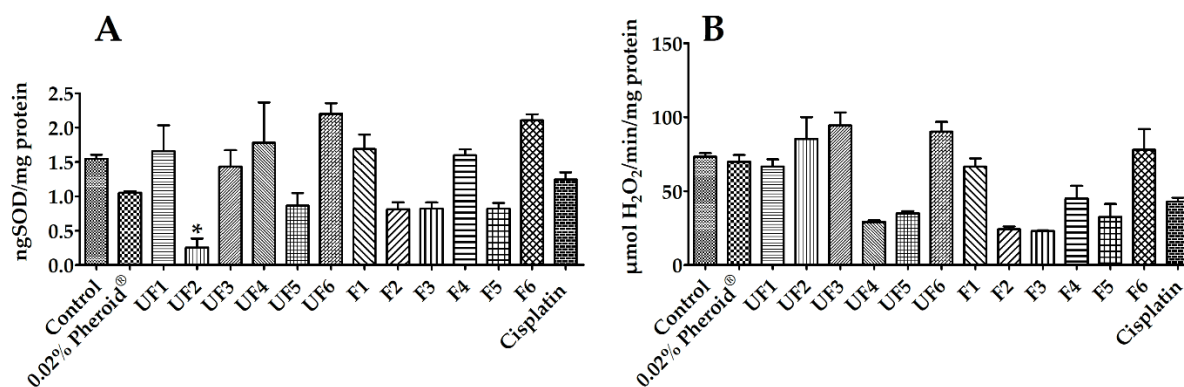 A
ngSOD/mg protein
2.5
2.0
1.5
1.0
0.5
0.0
*
Control
0.02% Pheroid®
UF1
UF2
UF3
UF4
UF5
UF6
F1
F2
F3
F4
F5
F6
Cisplatin
B
µmol H₂O₂/min/mg protein
150
100
50
0
Control
0.02% Pheroid®
UF1
UF2
UF3
UF4
UF5
UF6
F1
F2
F3
F4
F5
F6
Cisplatin